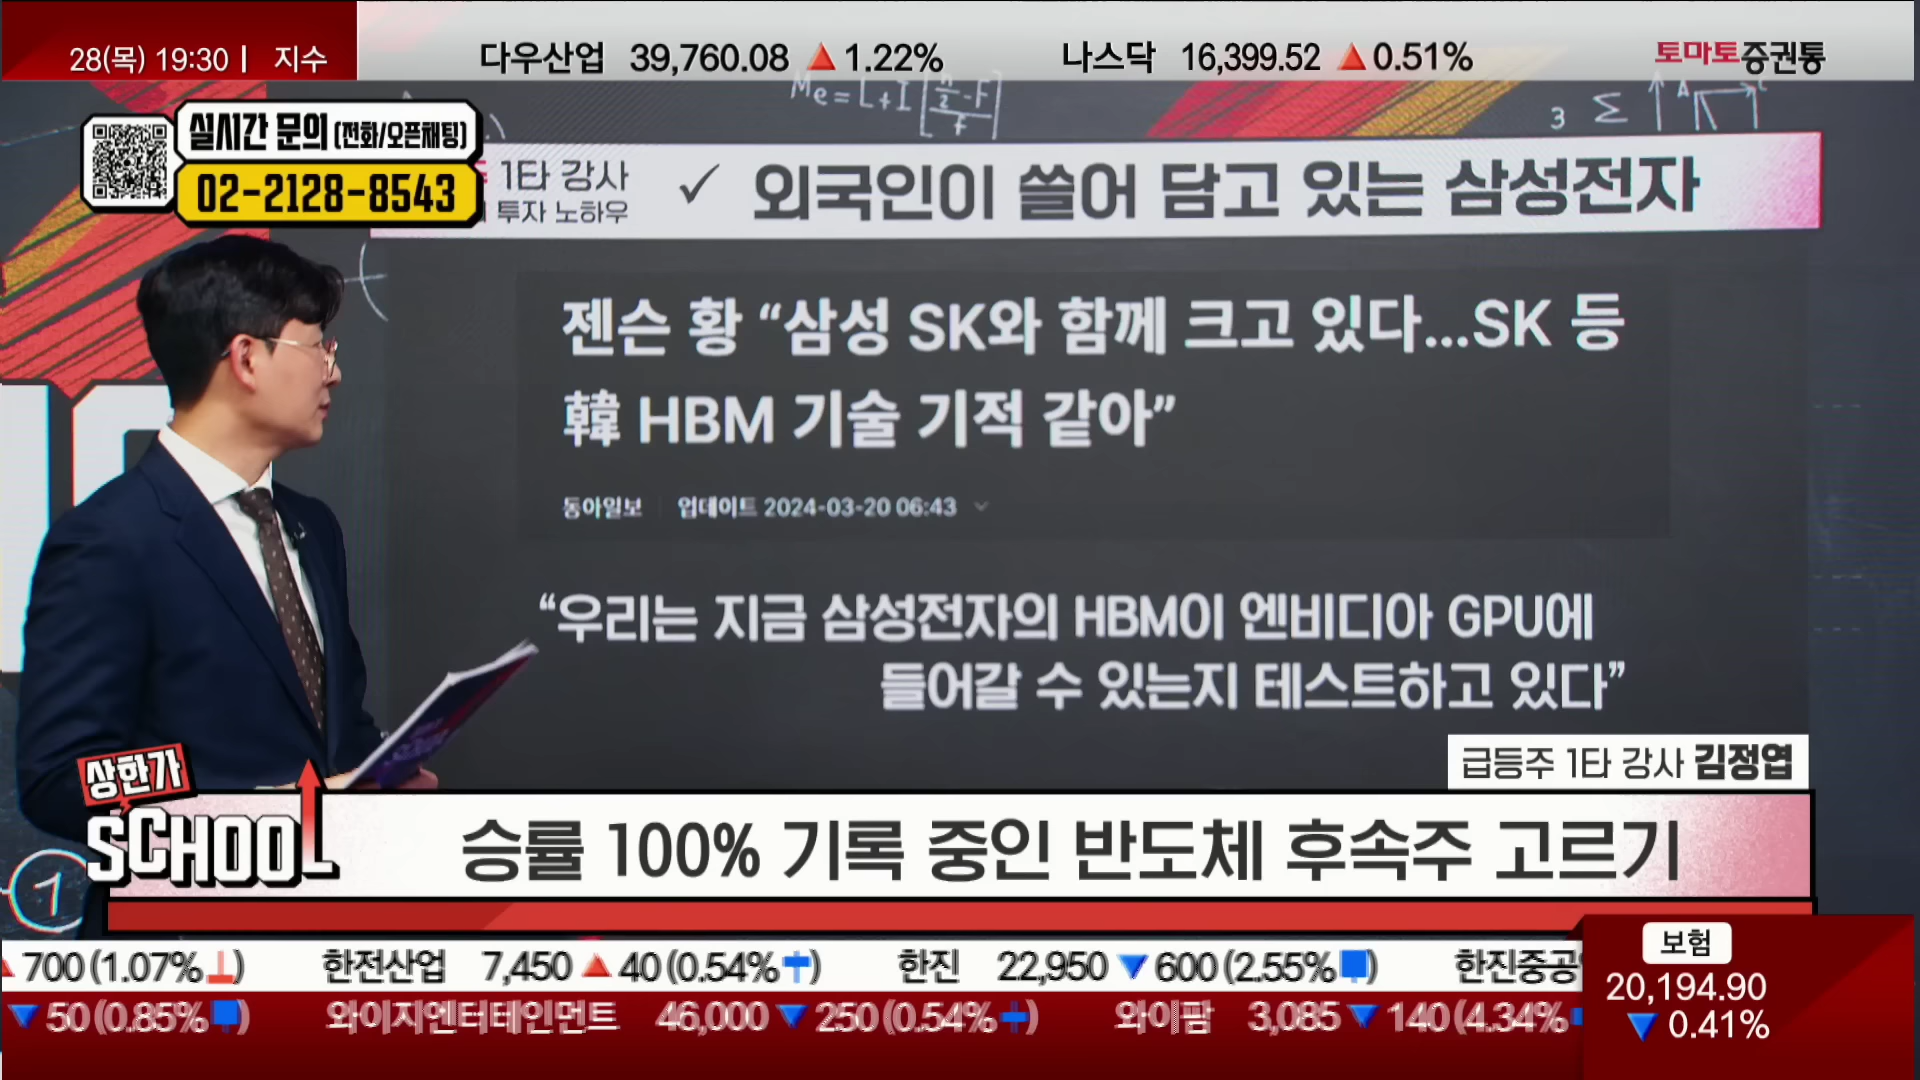 28(목) 19:30 | 지수
다우산업 39,760.08 ▲ 1.22%
나스닥 16,399.52 ▲ 0.51%
토마토증권통
실시간 문의 (전화/오픈채팅)
02-2128-8543
1타 강사
투자 노하우
✓ 외국인이 쓸어 담고 있는 삼성전자
젠슨 황 “삼성 SK와 함께 크고 있다...SK 등
韓 HBM 기술 기적 같아”
동아일보 업데이트 2024-03-20 06:43
“우리는 지금 삼성전자의 HBM이 엔비디아 GPU에
들어갈 수 있는지 테스트하고 있다”
급등주 1타 강사 김정엽
상한가
SCHOOL
승률 100% 기록 중인 반도체 후속주 고르기
1
▲ 700 (1.07%) 한전산업 7,450 ▲ 40 (0.54%) 한진 22,950 ▼ 600 (2.55%) 한진중공
▼ 50 (0.85%) 와이지엔터테인먼트 46,000 ▼ 250 (0.54%) 와이팜 3,085 ▼ 140 (4.34%
보험
20,194.90
▼ 0.41%